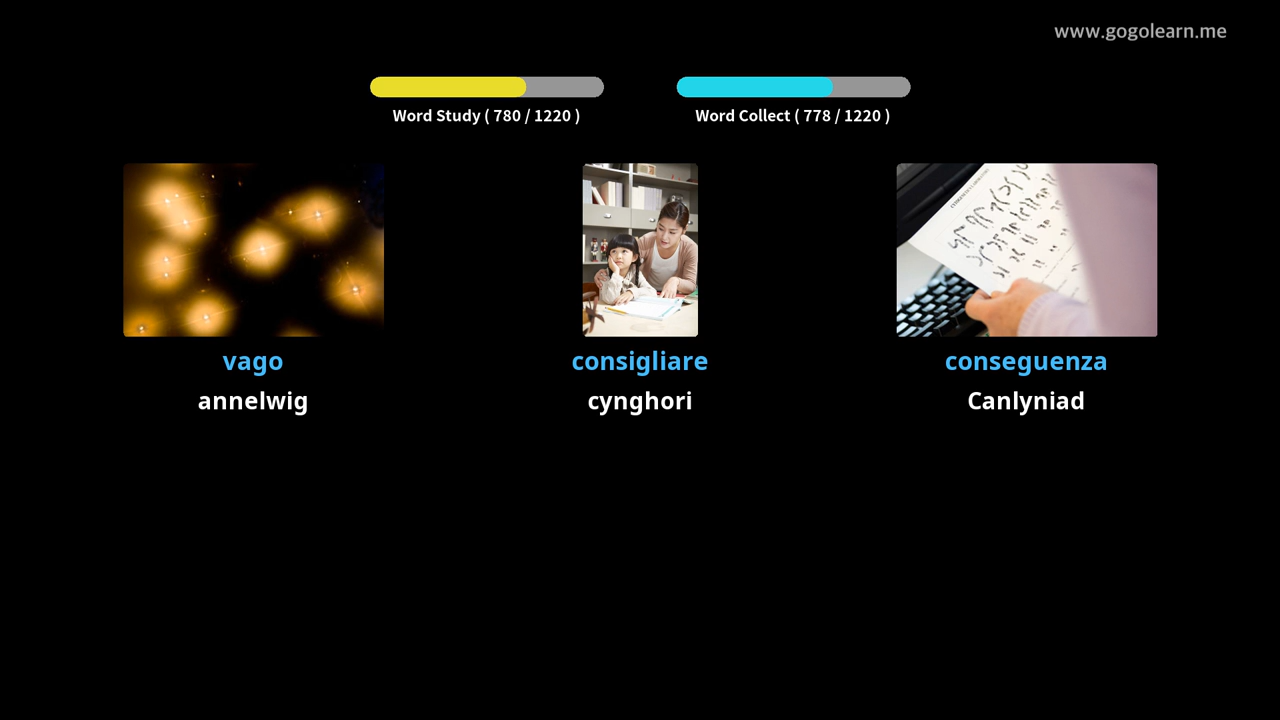 www.gogolearn.me
Word Study ( 780 / 1220 )
Word Collect ( 778 / 1220 )
vago
consigliare
conseguenza
annelwig
cynghori
Canlyniad